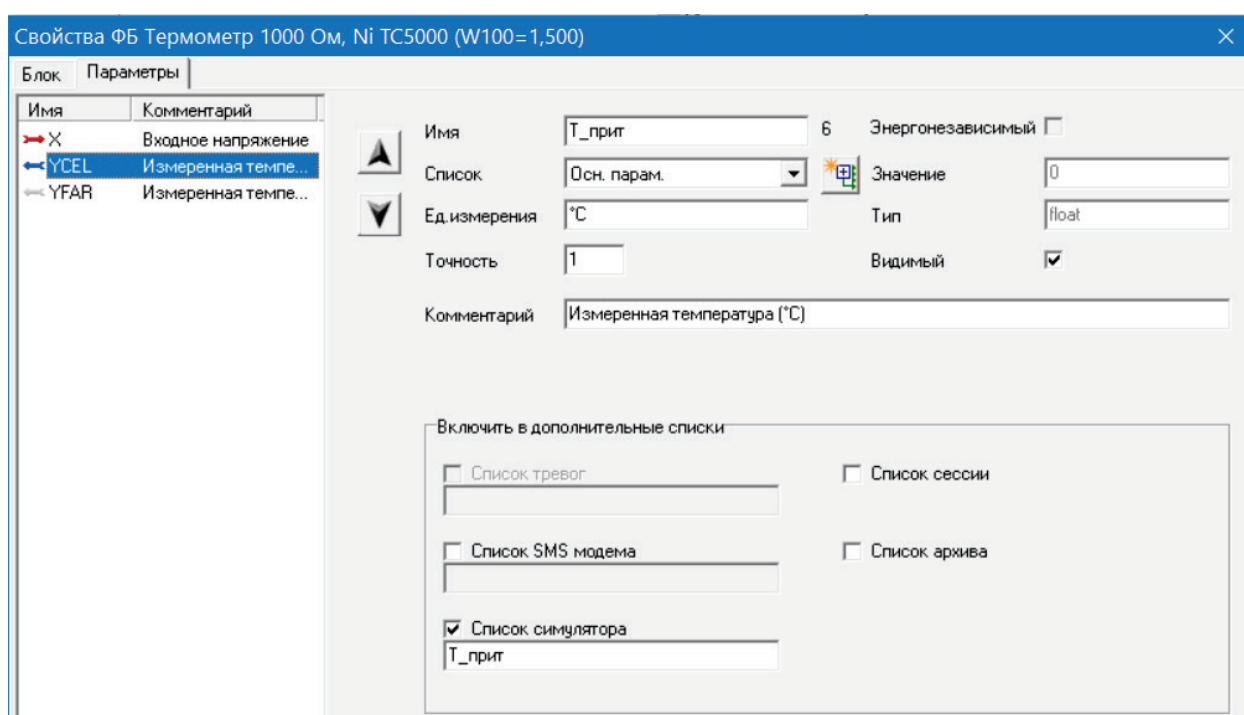 Свойства ФБ Термометр 1000 Ом, Ni TC5000 (W100=1,500)
Блок Параметры
Имя Комментарий
X Входное напряжение
YCEL Измеренная темпе...
YFAR Измеренная темпе...
Имя Т_прит 6 Энергонезависимый
Список Осн. парам. Значение 0
Ед.измерения °C Тип float
Точность 1 Видимый
Комментарий Измеренная температура (°C)
Включить в дополнительные списки
Список тревог Список сессии
Список SMS модема Список архива
Список симулятора
Т_прит